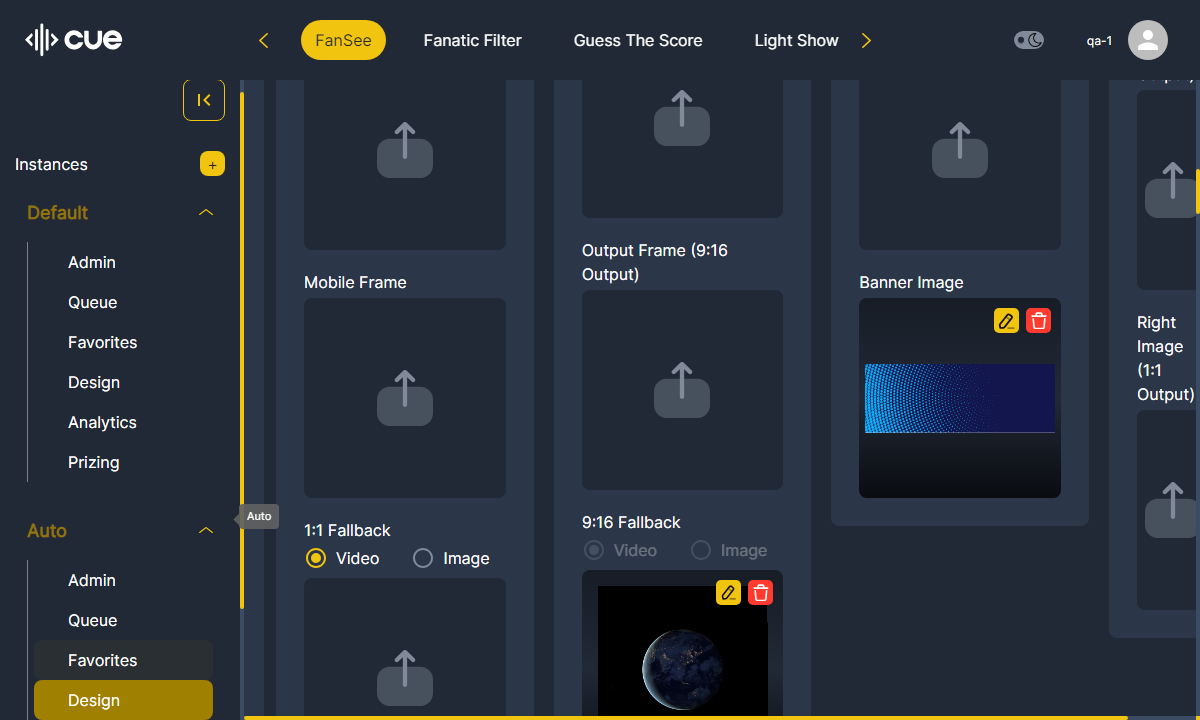 cue
FanSee
Fanatic Filter
Guess The Score
Light Show
qa-1
Instances
+
Default
Admin
Queue
Favorites
Design
Analytics
Prizing
Auto
Admin
Queue
Favorites
Design
Auto
Mobile Frame
1:1 Fallback
Video
Image
Output Frame (9:16
Output)
9:16 Fallback
Video
Image
Banner Image
Output)
Right
Image
(1:1
Output)